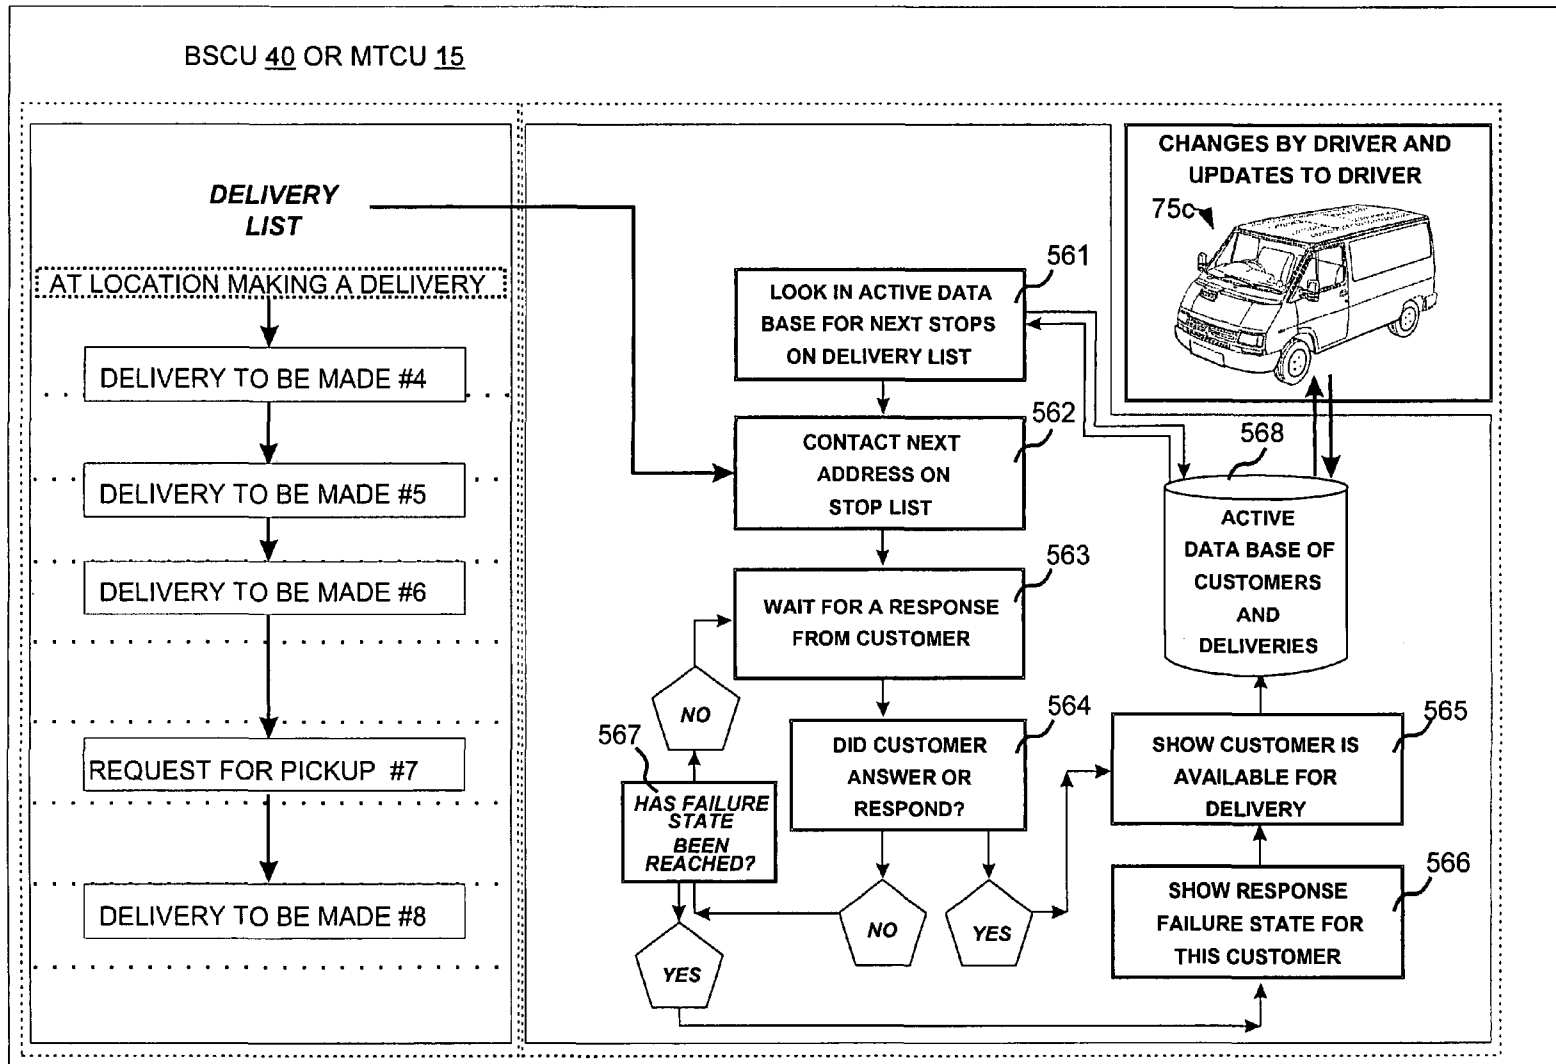 BSCU 40 OR MTCU 15
DELIVERY
LIST
AT LOCATION MAKING A DELIVERY
DELIVERY TO BE MADE #4
DELIVERY TO BE MADE #5
DELIVERY TO BE MADE #6
REQUEST FOR PICKUP #7
DELIVERY TO BE MADE #8
561
LOOK IN ACTIVE DATA
BASE FOR NEXT STOPS
ON DELIVERY LIST
562
CONTACT NEXT
ADDRESS ON
STOP LIST
563
WAIT FOR A RESPONSE
FROM CUSTOMER
NO
564
DID CUSTOMER
ANSWER OR
RESPOND?
567
HAS FAILURE
STATE
BEEN
REACHED?
NO
YES
YES
CHANGES BY DRIVER AND
UPDATES TO DRIVER
75c
568
ACTIVE
DATA BASE OF
CUSTOMERS
AND
DELIVERIES
565
SHOW CUSTOMER IS
AVAILABLE FOR
DELIVERY
566
SHOW RESPONSE
FAILURE STATE FOR
THIS CUSTOMER